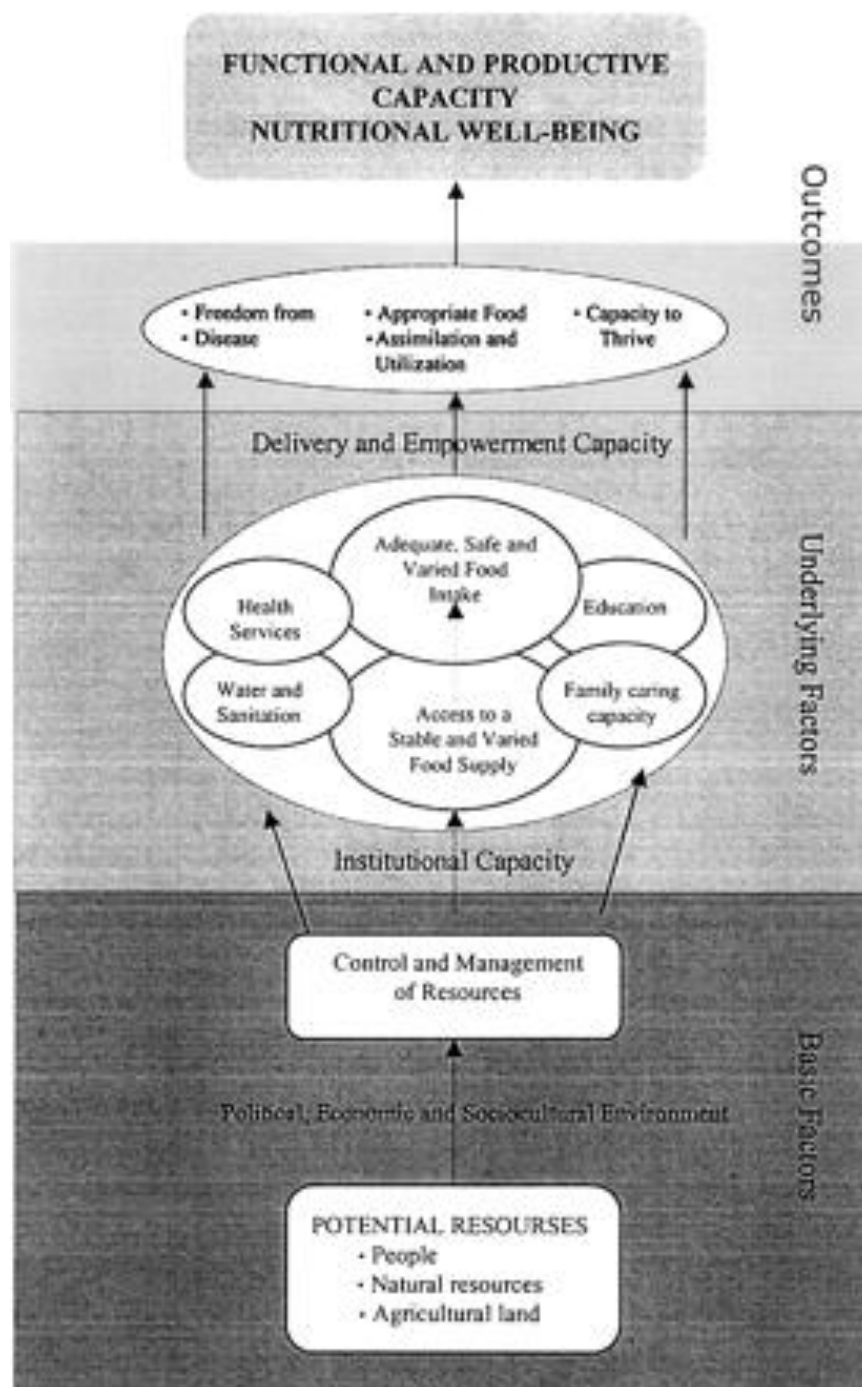 FUNCTIONAL AND PRODUCTIVE
CAPACITY
NUTRITIONAL WELL-BEING
Outcomes
• Freedom from
• Disease
• Appropriate Food
• Assimilation and
Utilization
• Capacity to
Thrive
Delivery and Empowerment Capacity
Underlying Factors
Adequate, Safe and
Varied Food
Intake
Health
Services
Education
Water and
Sanitation
Family caring
capacity
Access to a
Stable and Varied
Food Supply
Institutional Capacity
Basic Factors
Control and Management
of Resources
Political, Economic and Sociocultural Environment
POTENTIAL RESOURSES
• People
• Natural resources
• Agricultural land